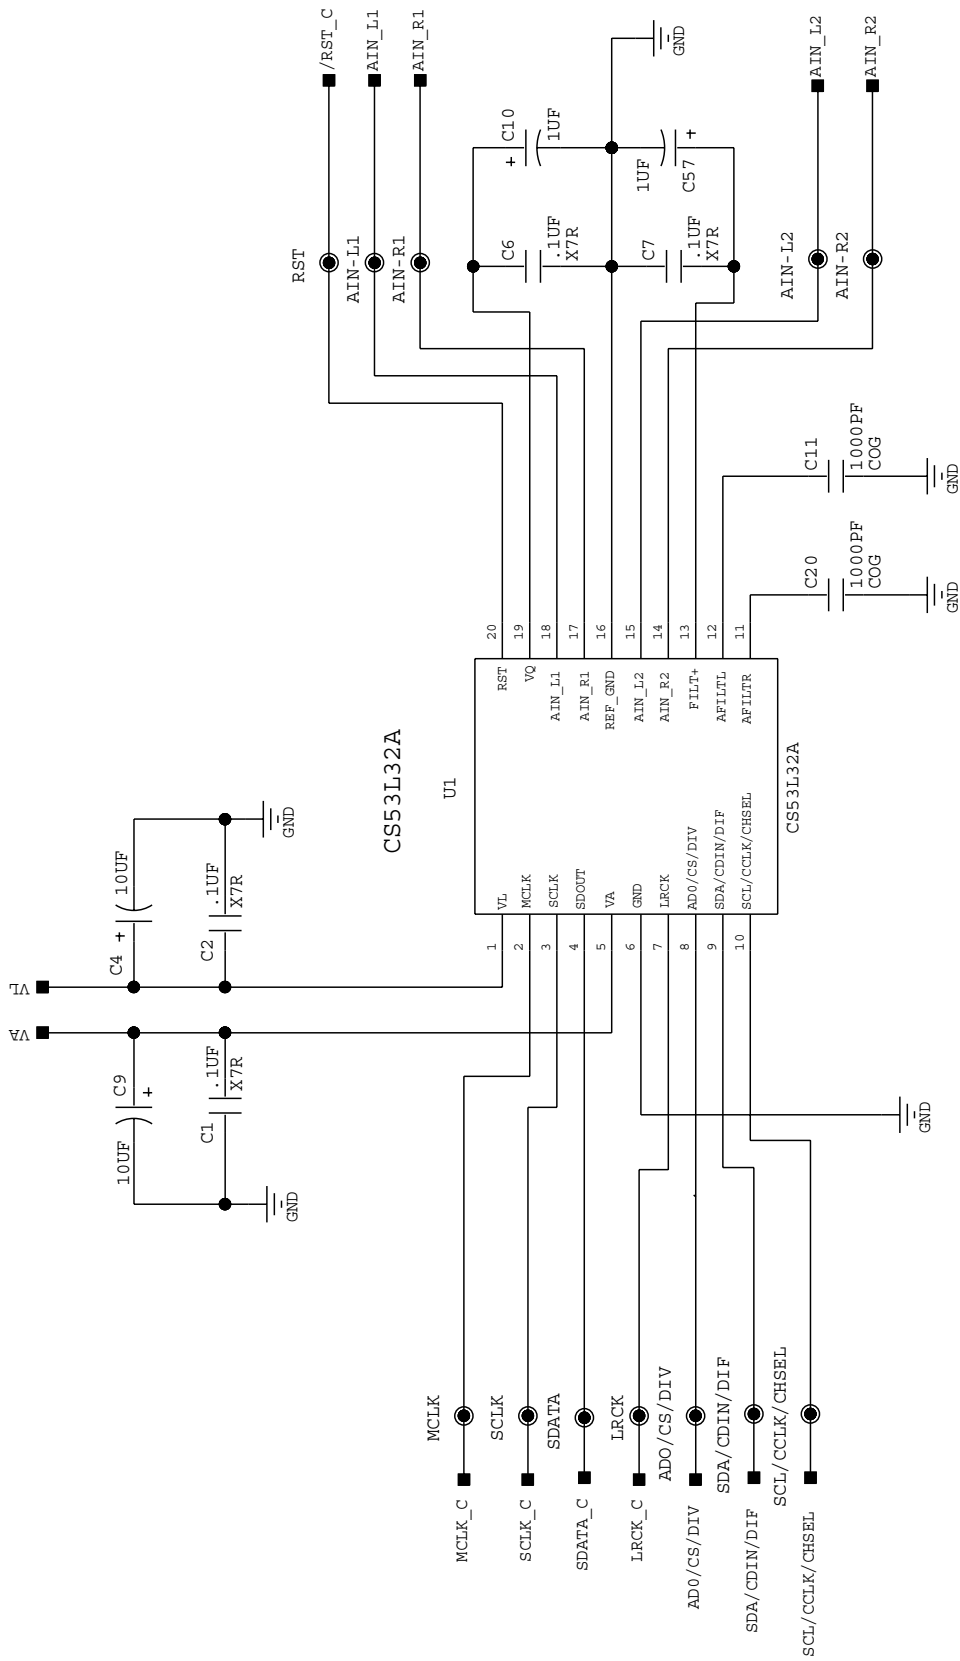 /RST_C
AIN_L1
AIN_R1
AIN_L2
AIN_R2
GND
C10
1UF
+
1UF
C57
+
RST
AIN-L1
AIN-R1
C6
.1UF
X7R
C7
.1UF
X7R
AIN-L2
AIN-R2
C11
1000PF
COG
GND
C20
1000PF
COG
GND
20
19
18
17
16
15
14
13
12
11
RST
VQ
AIN_L1
AIN_R1
REF_GND
AIN_L2
AIN_R2
FILT+
AFILTL
AFILTR
CS53L32A
U1
CS53L32A
VL
MCLK
SCLK
SDOUT
VA
GND
LRCK
AD0/CS/DIV
SDA/CDIN/DIF
SCL/CCLK/CHSEL
1
2
3
4
5
6
7
8
9
10
GND
10UF
C4
+
.1UF
X7R
C2
VL
VA
C9
+
10UF
.1UF
X7R
C1
GND
GND
MCLK
SCLK
SDATA
LRCK
ADO/CS/DIV
SDA/CDIN/DIF
SCL/CCLK/CHSEL
MCLK_C
SCLK_C
SDATA_C
LRCK_C
AD0/CS/DIV
SDA/CDIN/DIF
SCL/CCLK/CHSEL